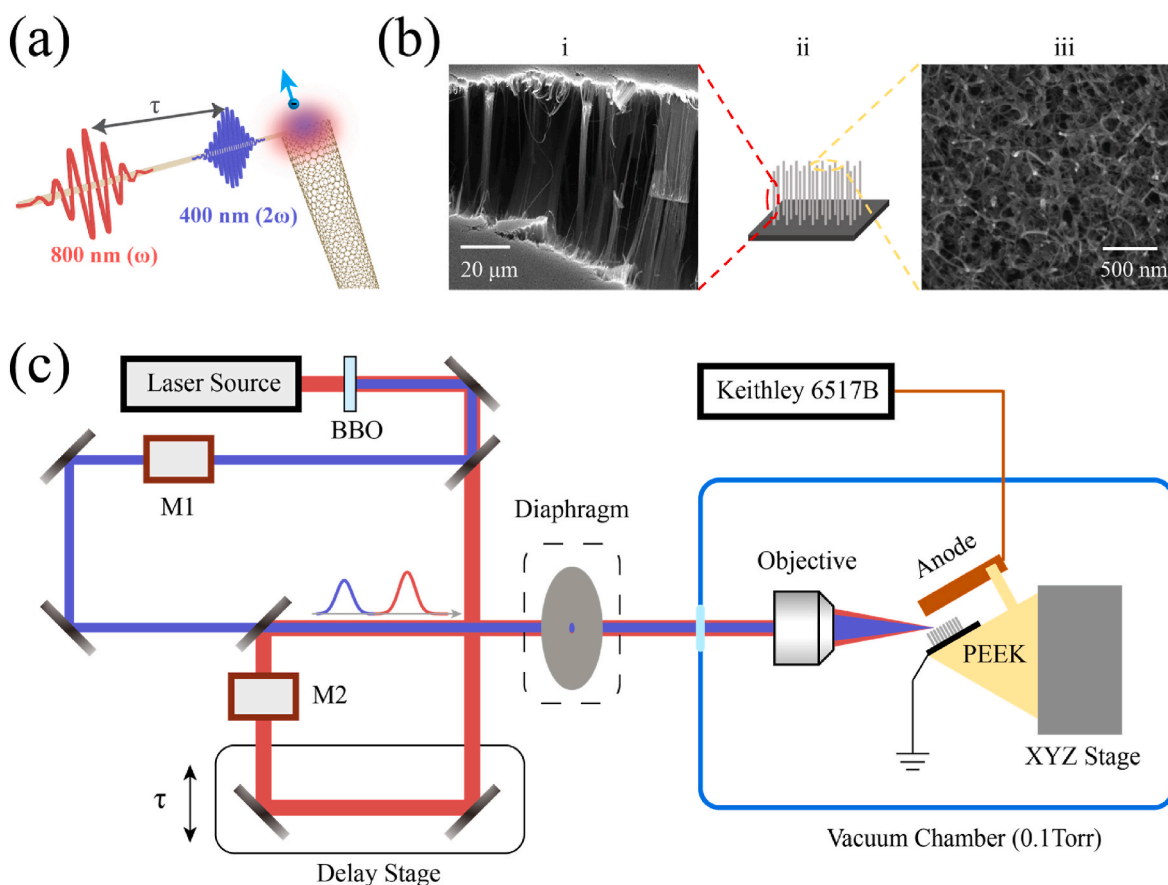 (a)
τ
400 nm (2ω)
800 nm (ω)
(b)
i
ii
iii
20 μm
500 nm
(c)
Laser Source
BBO
M1
M2
τ
Delay Stage
Diaphragm
Keithley 6517B
Objective
Anode
PEEK
XYZ Stage
Vacuum Chamber (0.1Torr)